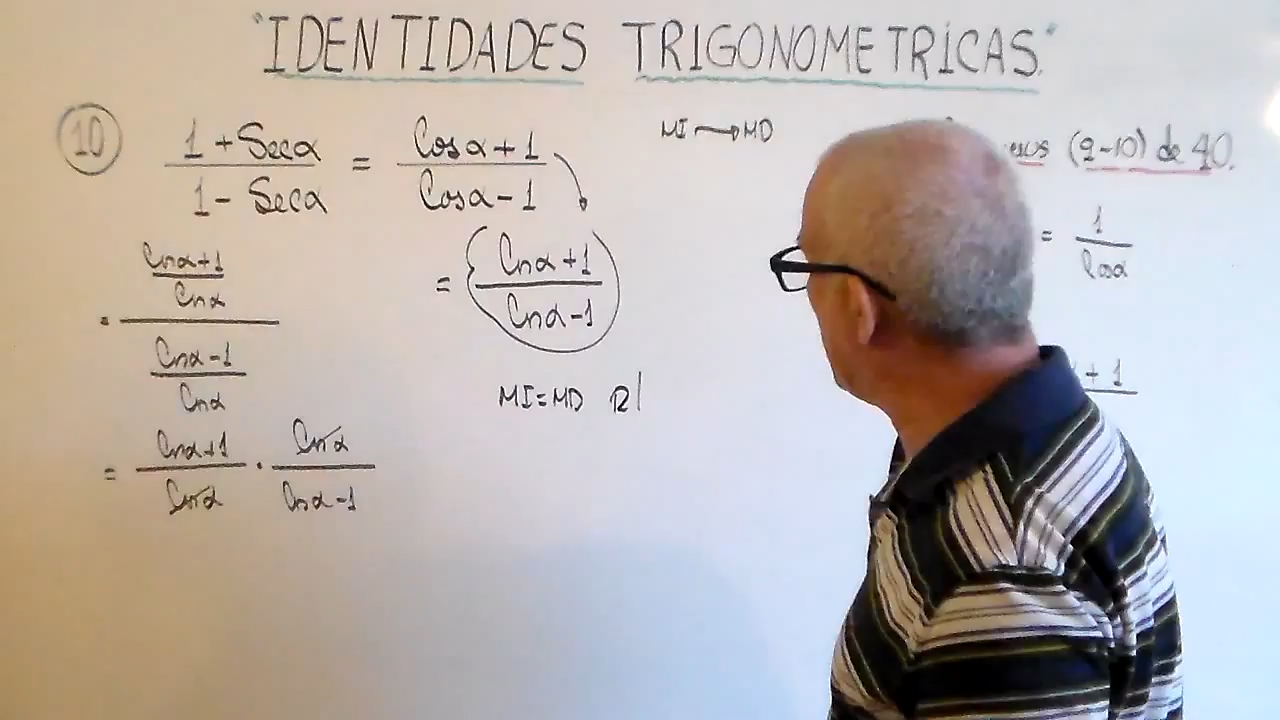 "IDENTIDADES TRIGONOMETRICAS."
10
1 + Secα / 1 - Secα = Cosα + 1 / Cosα - 1
MI → MD
(9-10) de 40.
= 1 / Cosα
Cosα+1 / Cosα
Cosα-1 / Cosα
= Cosα+1 / Cosα-1
+ 1
MI=MD R/
= Cosα+1 / Cosα · Cosα / Cosα-1